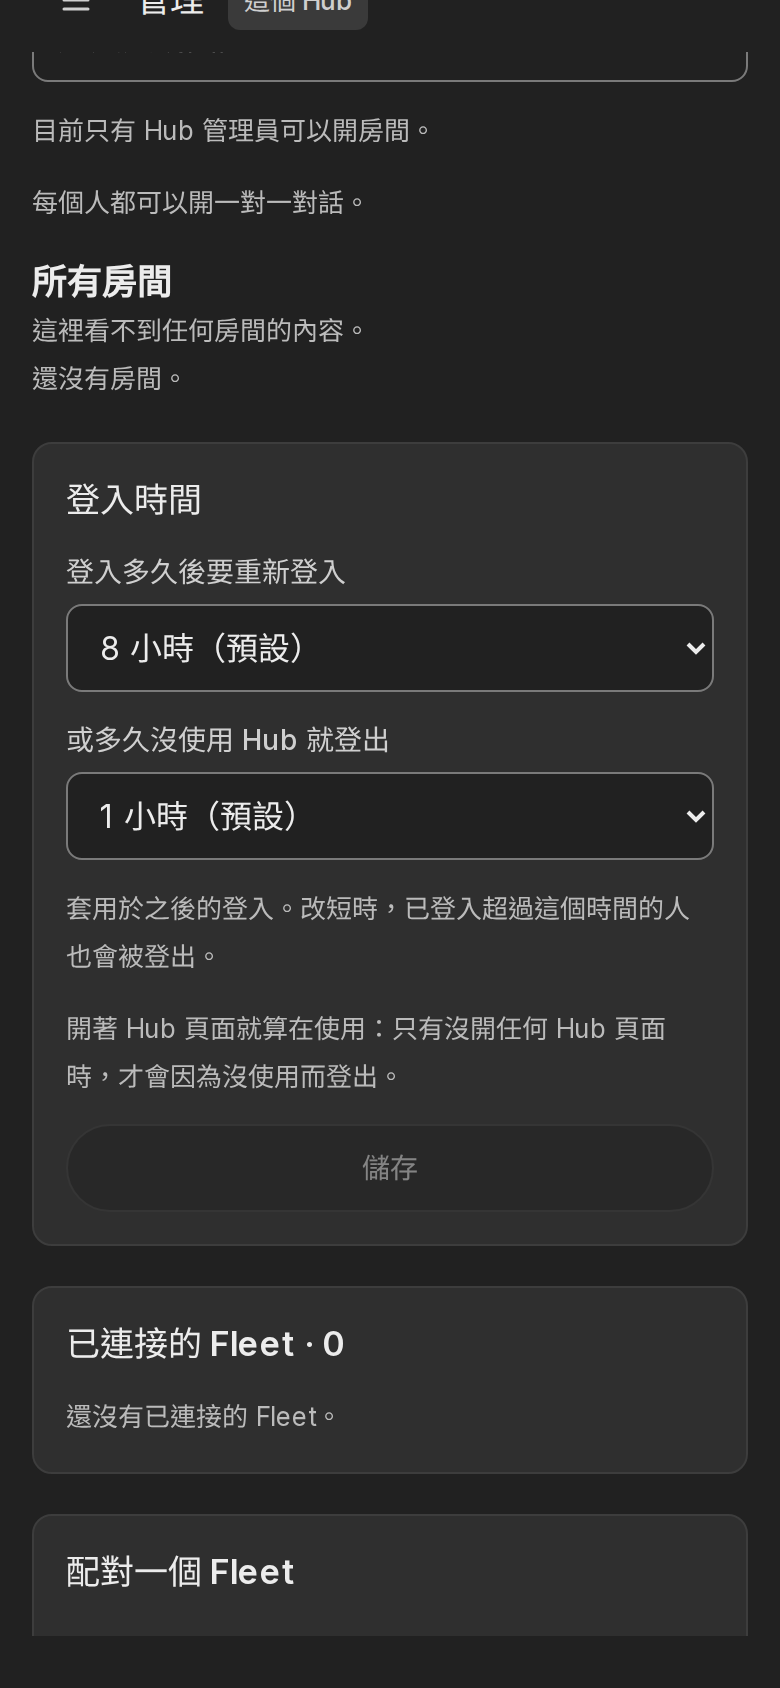 管理 這個 Hub
目前只有 Hub 管理員可以開房間。
每個人都可以開一對一對話。
所有房間
這裡看不到任何房間的內容。
還沒有房間。
登入時間
登入多久後要重新登入
8 小時（預設）
或多久沒使用 Hub 就登出
1 小時（預設）
套用於之後的登入。改短時，已登入超過這個時間的人
也會被登出。
開著 Hub 頁面就算在使用：只有沒開任何 Hub 頁面
時，才會因為沒使用而登出。
儲存
已連接的 Fleet · 0
還沒有已連接的 Fleet。
配對一個 Fleet